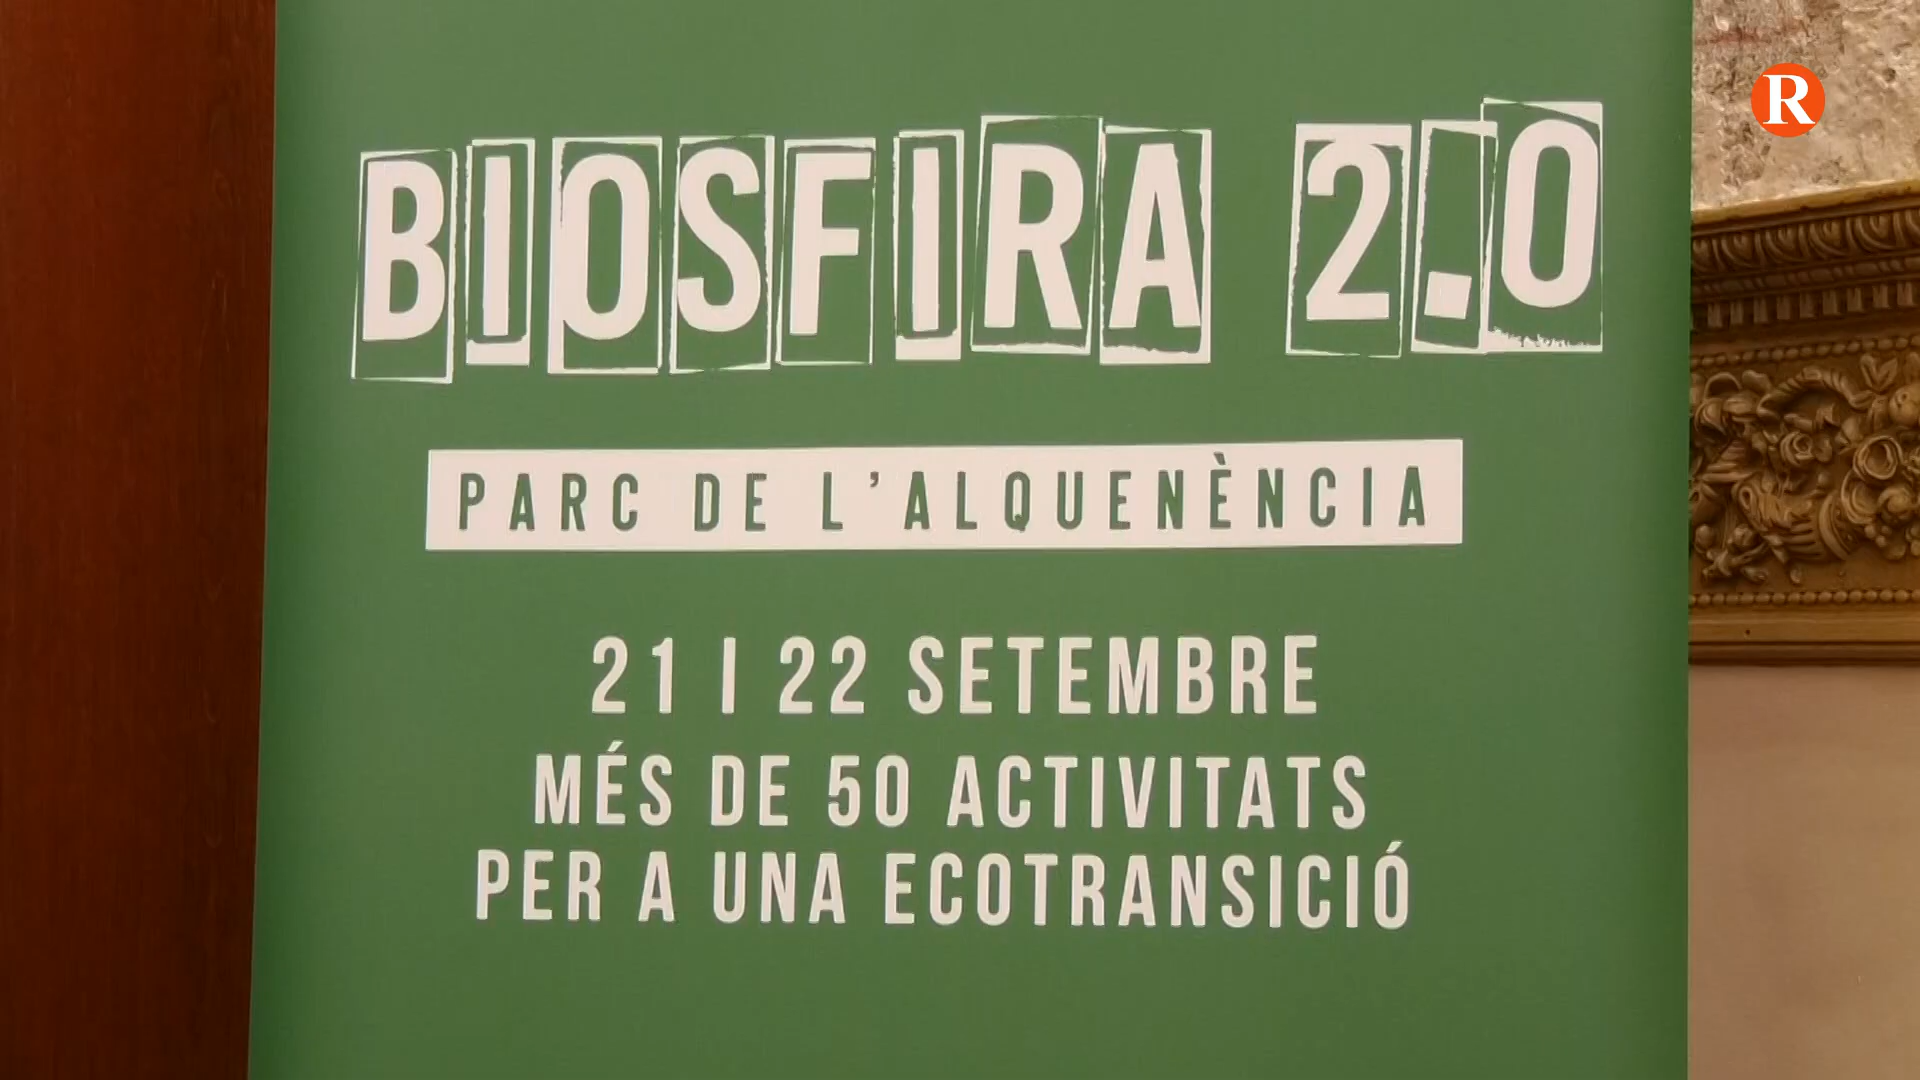 R
BIOSFIRA 2.0
PARC DE L'ALQUENÈNCIA
21 I 22 SETEMBRE
MÉS DE 50 ACTIVITATS
PER A UNA ECOTRANSICIÓ